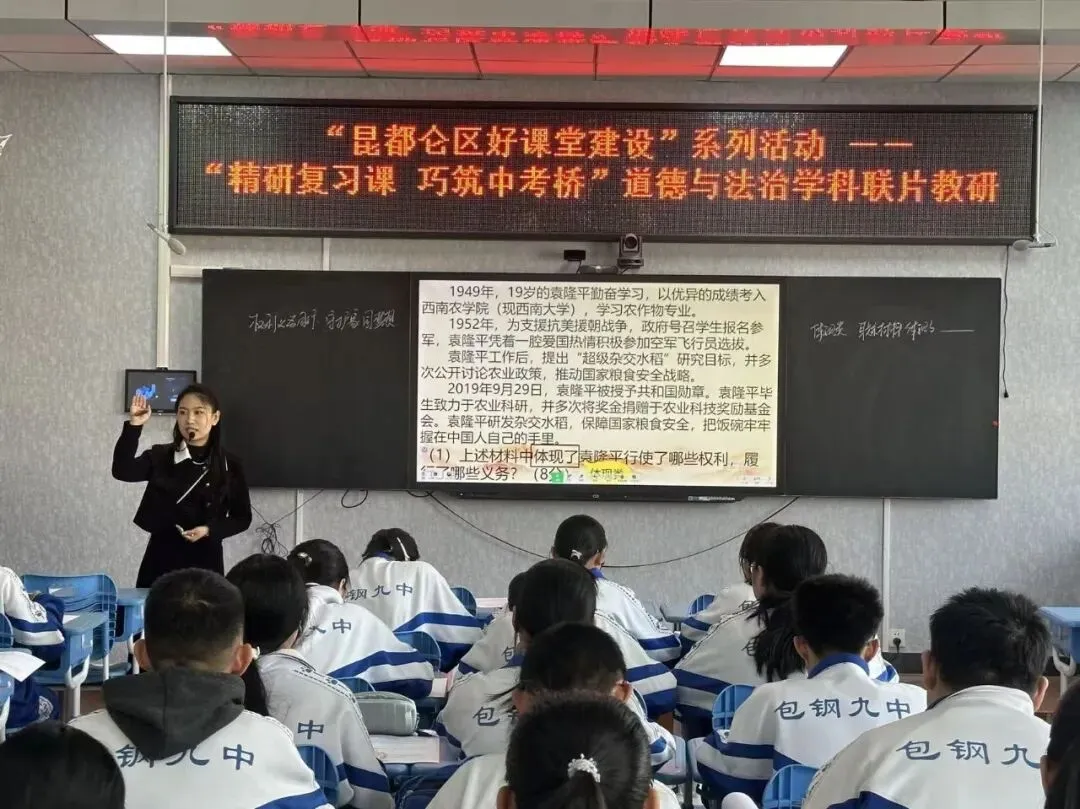 “昆都仑区好课堂建设”系列活动 ——
“精研复习课 巧筑中考桥”道德与法治学科联片教研
1949年，19岁的袁隆平勤奋学习，以优异的成绩考入
西南农学院（现西南大学），学习农作物专业。
1952年，为支援抗美援朝战争，政府号召学生报名参
军，袁隆平凭着一腔爱国热情积极参加空军飞行员选拔。
袁隆平工作后，提出“超级杂交水稻”研究目标，并多
次公开讨论农业政策，推动国家粮食安全战略。
2019年9月29日，袁隆平被授予共和国勋章。袁隆平毕
生致力于农业科研，并多次将奖金捐赠于农业科技奖励基金
会。袁隆平研发杂交水稻，保障国家粮食安全，把饭碗牢牢
握在中国人自己的手里。
（1）上述材料中体现了袁隆平行使了哪些权利，履
行了哪些义务？（8分） 体现类
包钢九中
九中
中
包钢九中
中
包钢
包
包钢九中
包钢九